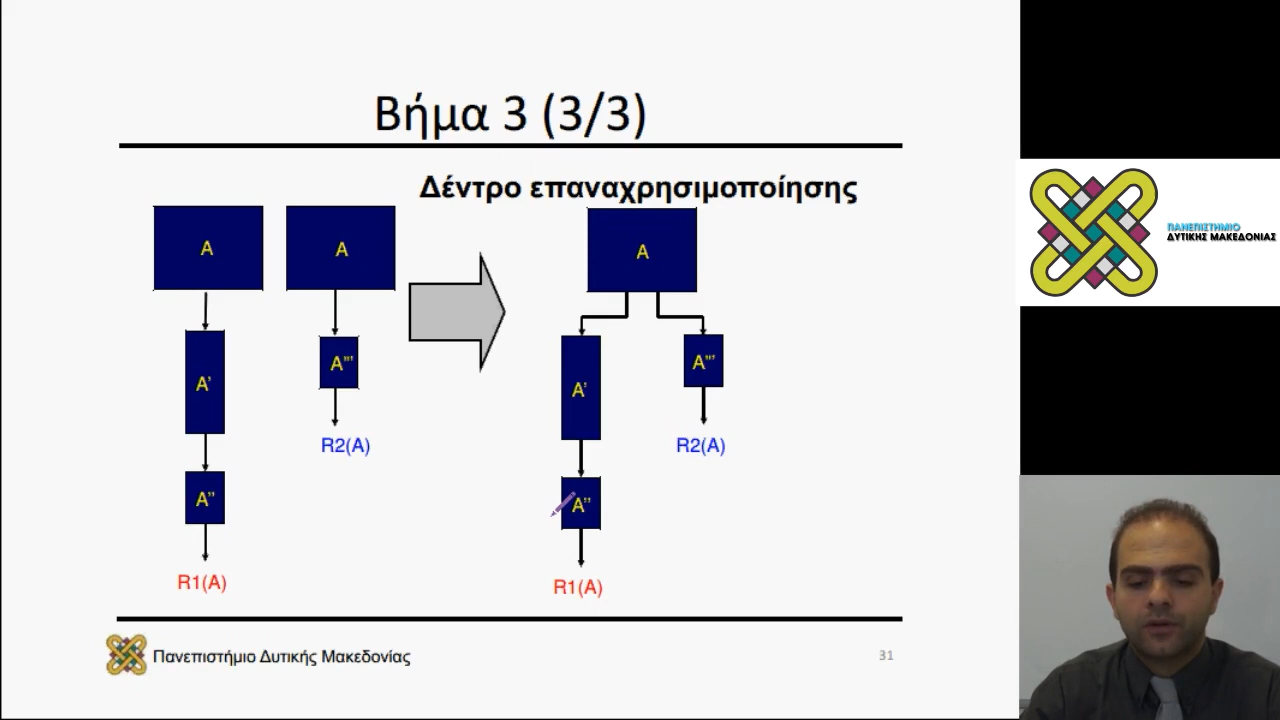 Βήμα 3 (3/3)
Δέντρο επαναχρησιμοποίησης
A
A
A
A'
A'''
A'
A'''
R2(A)
R2(A)
A''
A''
R1(A)
R1(A)
Πανεπιστήμιο Δυτικής Μακεδονίας
31
ΠΑΝΕΠΙΣΤΗΜΙΟ
ΔΥΤΙΚΗΣ ΜΑΚΕΔΟΝΙΑΣ